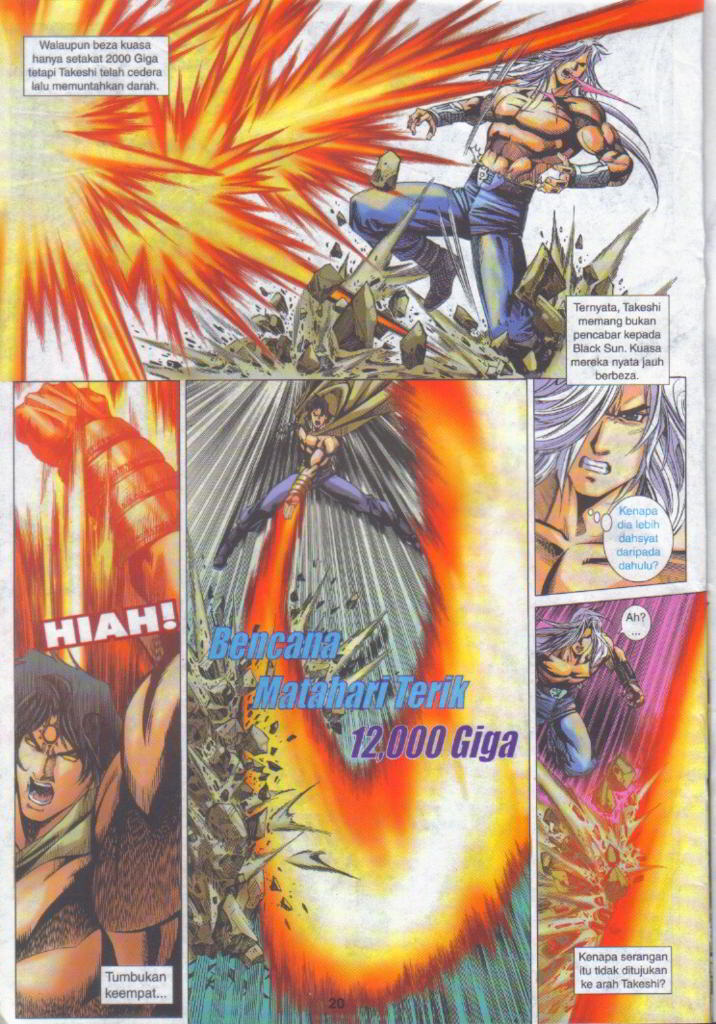 Walaupun beza kuasa
hanya setakat 2000 Giga
tetapi Takeshi telah cedera
lalu memuntahkan darah.
Ternyata, Takeshi
memang bukan
pencabar kepada
Black Sun. Kuasa
mereka nyata jauh
berbeza.
HIAH!
Tumbukan
keempat...
Bencana
Matahari Terik
12,000 Giga
Kenapa
dia lebih
dahsyat
daripada
dahulu?
Ah?
...
Kenapa serangan
itu tidak ditujukan
ke arah Takeshi?
20